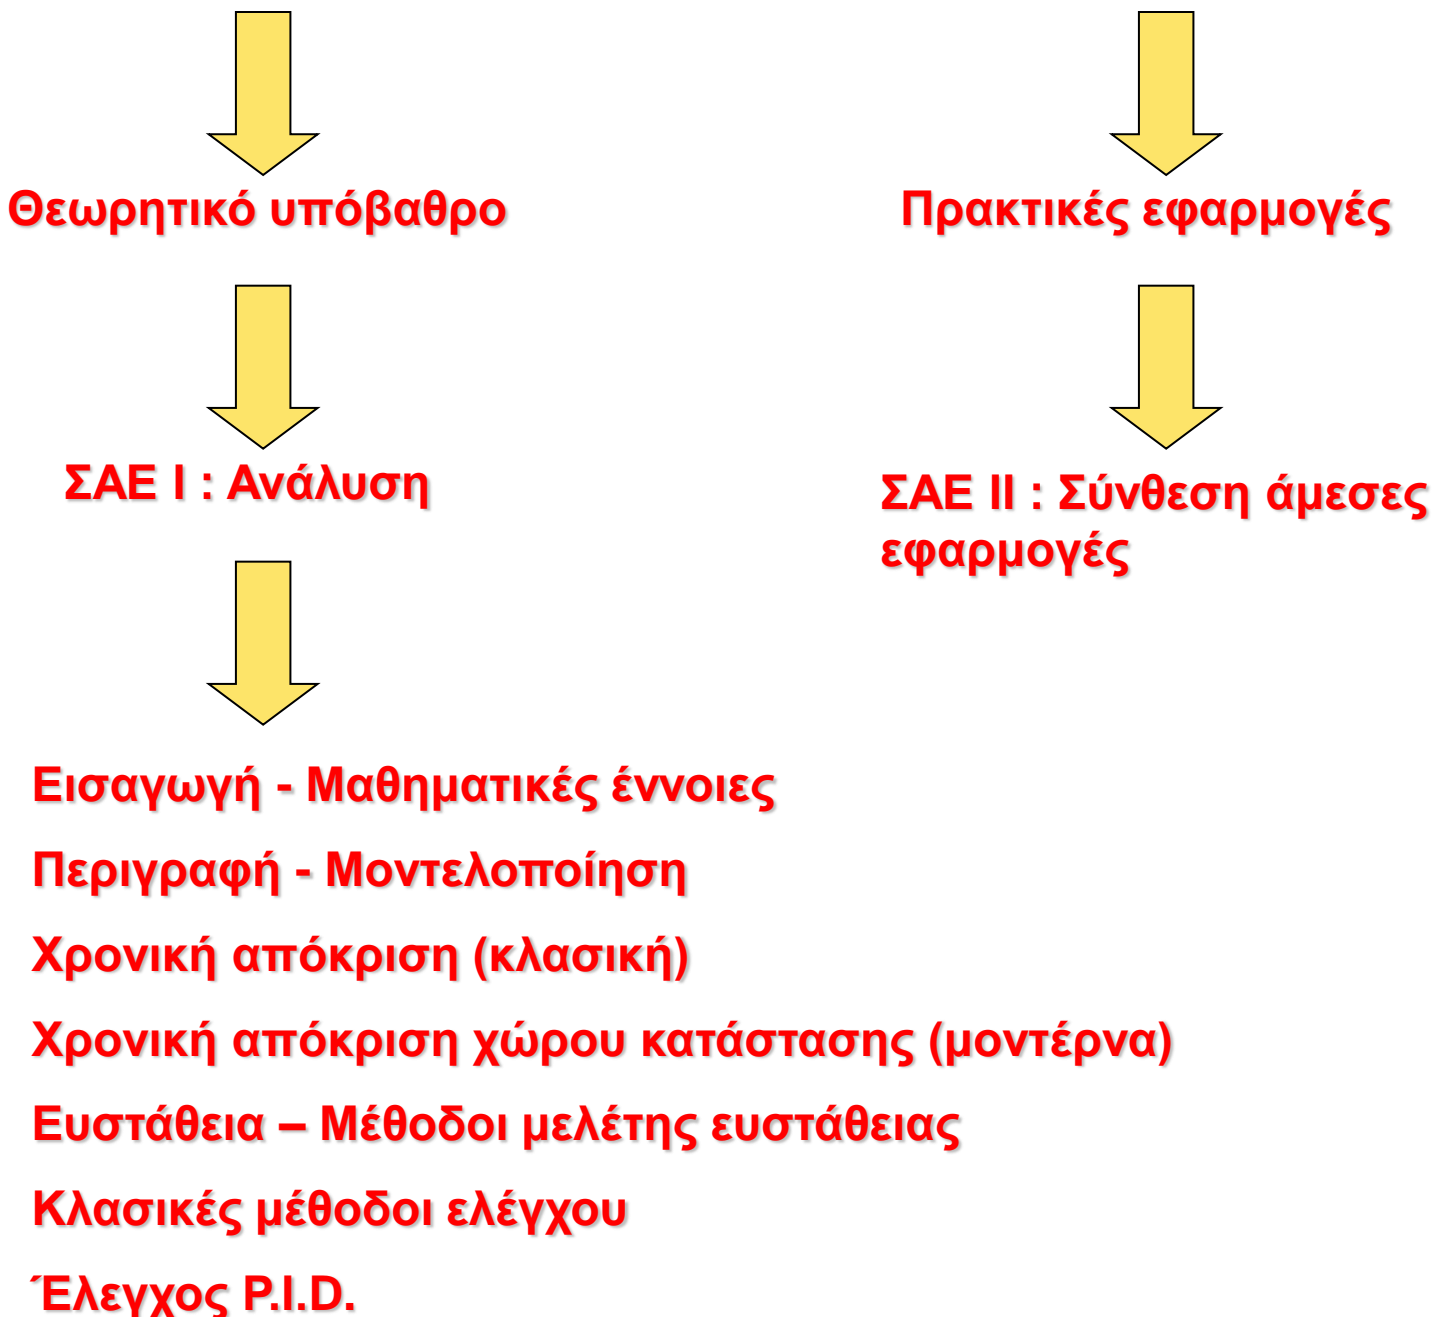 Θεωρητικό υπόβαθρο
Πρακτικές εφαρμογές
ΣΑΕ Ι : Ανάλυση
ΣΑΕ ΙΙ : Σύνθεση άμεσες
εφαρμογές
Εισαγωγή - Μαθηματικές έννοιες
Περιγραφή - Μοντελοποίηση
Χρονική απόκριση (κλασική)
Χρονική απόκριση χώρου κατάστασης (μοντέρνα)
Ευστάθεια – Μέθοδοι μελέτης ευστάθειας
Κλασικές μέθοδοι ελέγχου
Έλεγχος P.I.D.